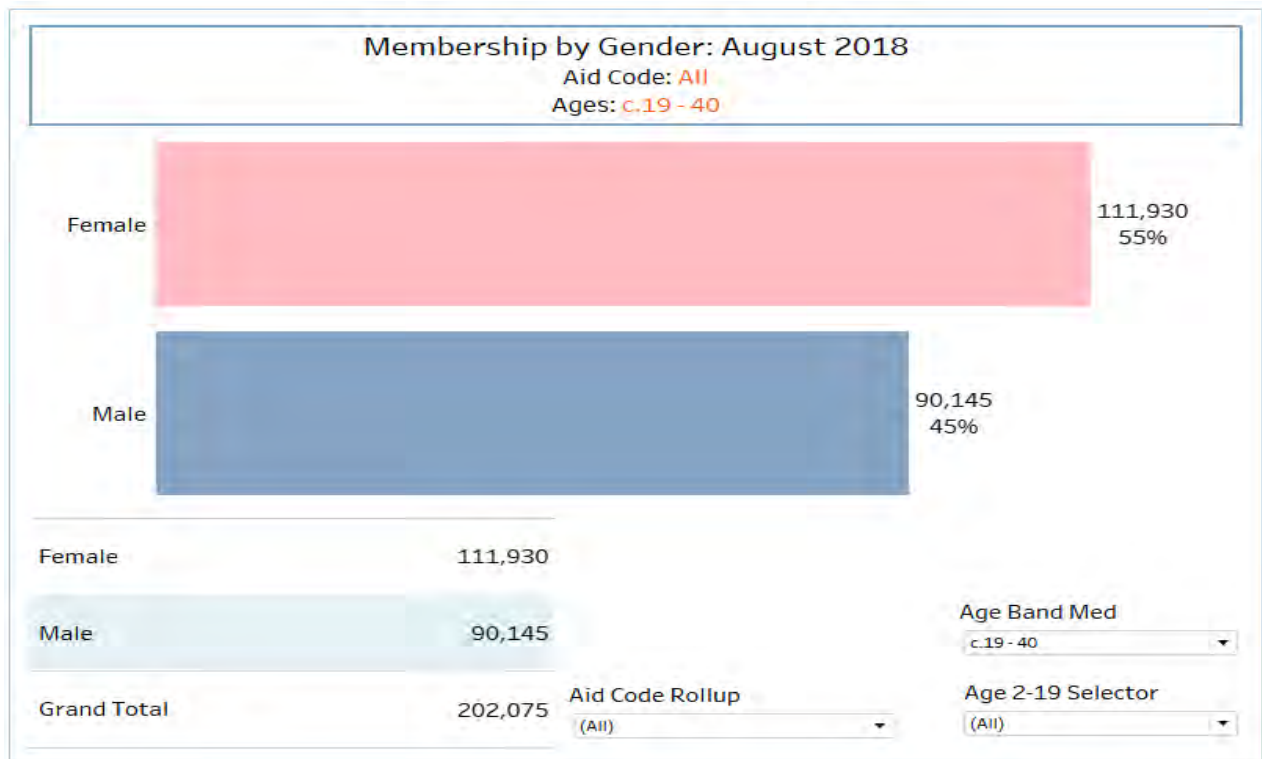 Membership by Gender: August 2018
Aid Code: All
Ages: c.19 - 40
Female
111,930
55%
Male
90,145
45%
Female 111,930
Male 90,145
Grand Total 202,075
Age Band Med
c.19 - 40
Aid Code Rollup
(All)
Age 2-19 Selector
(All)